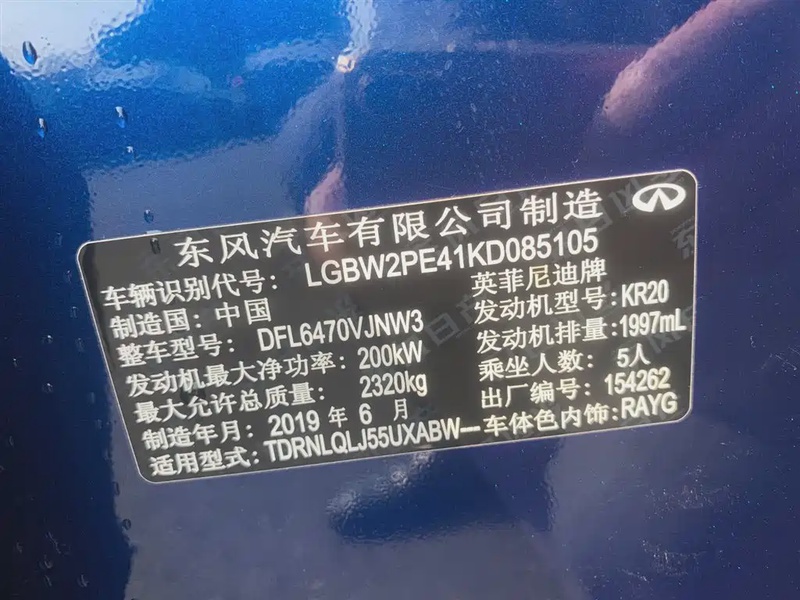 东风汽车有限公司制造
车辆识别代号: LGBW2PE41KD085105
制造国: 中国 英菲尼迪牌
整车型号: DFL6470VJNW3 发动机型号: KR20
发动机最大净功率: 200kW 发动机排量: 1997mL
最大允许总质量: 2320kg 乘坐人数: 5人
制造年月: 2019 年 6 月 出厂编号: 154262
适用型式: TDRNLQLJ55UXABW---车体色内饰: RAYG